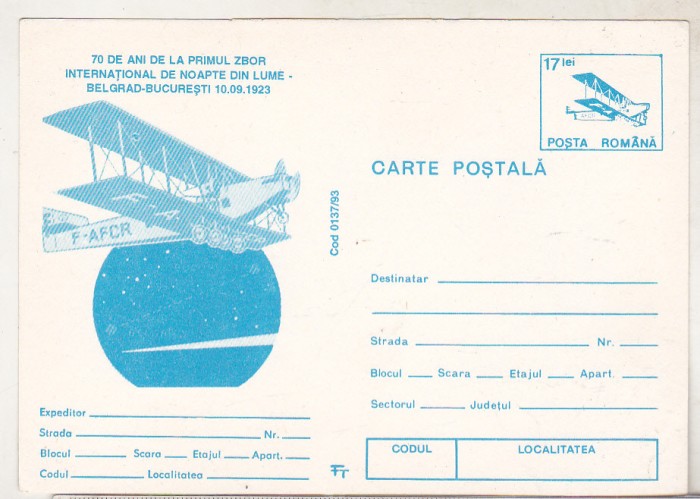 70 DE ANI DE LA PRIMUL ZBOR
INTERNAȚIONAL DE NOAPTE DIN LUME -
BELGRAD-BUCUREȘTI 10.09.1923
F-AFCR
F-A
Cod 0137/93
17 lei
AFCR
POȘTA ROMÂNĂ
CARTE POȘTALĂ
Destinatar
Strada Nr.
Blocul Scara Etajul Apart.
Sectorul Județul
CODUL LOCALITATEA
Expeditor
Strada Nr.
Blocul Scara Etajul Apart.
Codul Localitatea